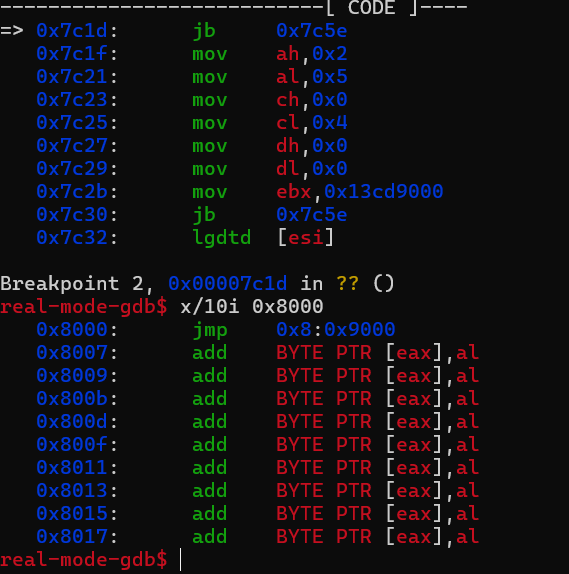 ----------------------------[ CODE ]----
=> 0x7c1d: jb 0x7c5e
0x7c1f: mov ah,0x2
0x7c21: mov al,0x5
0x7c23: mov ch,0x0
0x7c25: mov cl,0x4
0x7c27: mov dh,0x0
0x7c29: mov dl,0x0
0x7c2b: mov ebx,0x13cd9000
0x7c30: jb 0x7c5e
0x7c32: lgdtd [esi]
Breakpoint 2, 0x00007c1d in ?? ()
real-mode-gdb$ x/10i 0x8000
0x8000: jmp 0x8:0x9000
0x8007: add BYTE PTR [eax],al
0x8009: add BYTE PTR [eax],al
0x800b: add BYTE PTR [eax],al
0x800d: add BYTE PTR [eax],al
0x800f: add BYTE PTR [eax],al
0x8011: add BYTE PTR [eax],al
0x8013: add BYTE PTR [eax],al
0x8015: add BYTE PTR [eax],al
0x8017: add BYTE PTR [eax],al
real-mode-gdb$